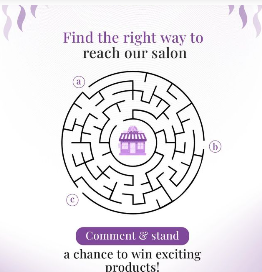 Find the right way to
reach our salon
a
b
c
Comment & stand
a chance to win exciting
products!